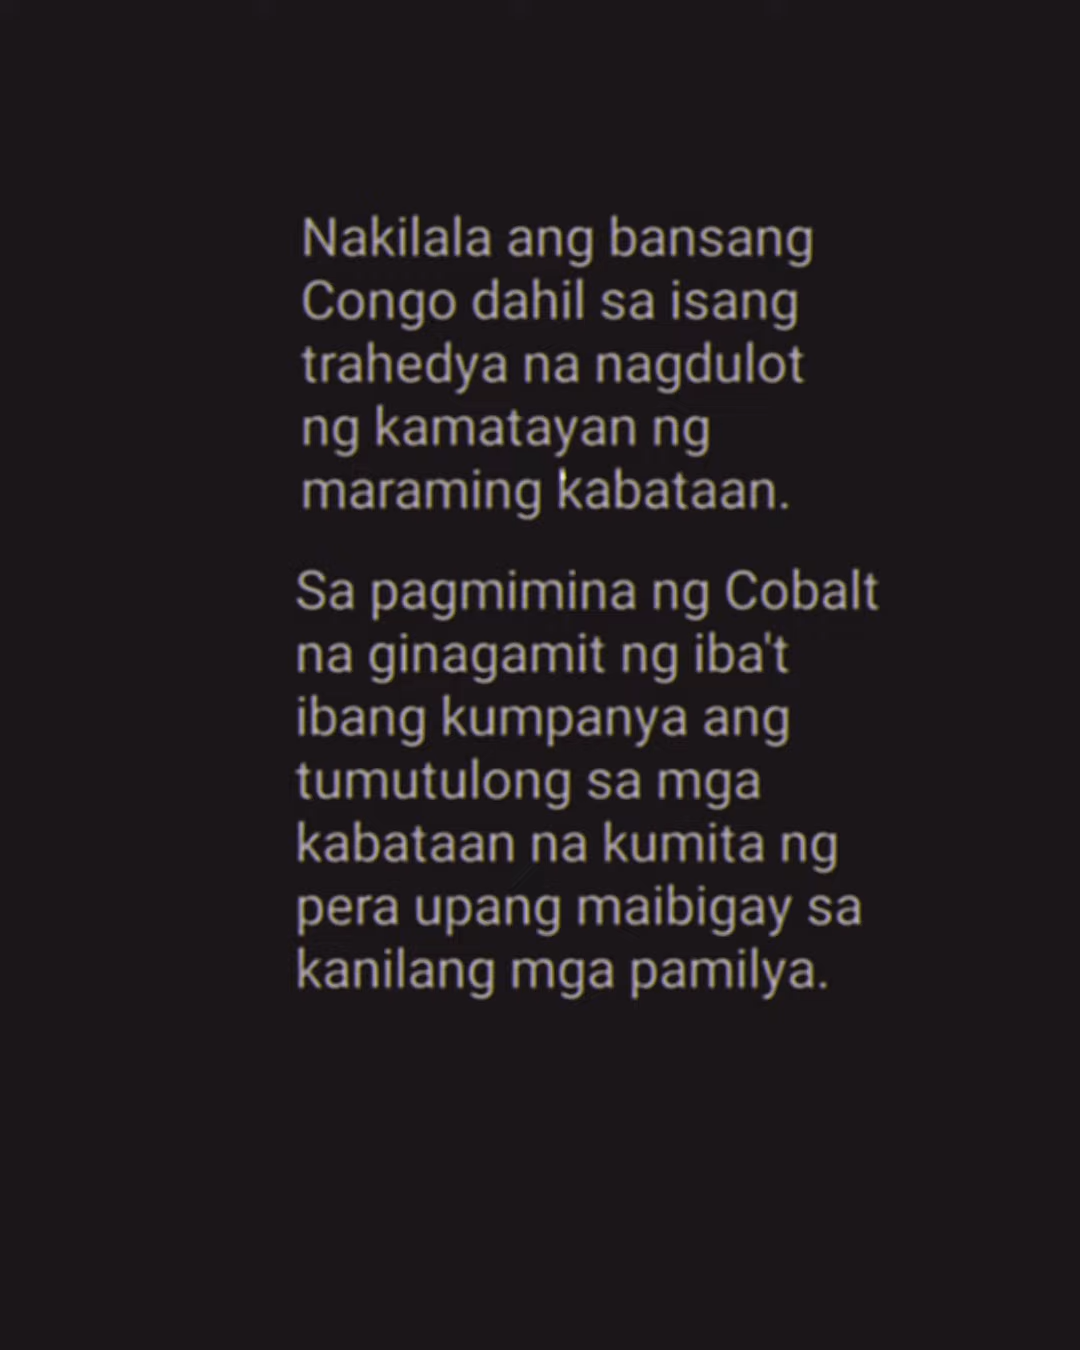 Nakilala ang bansang
Congo dahil sa isang
trahedya na nagdulot
ng kamatayan ng
maraming kabataan.
Sa pagmimina ng Cobalt
na ginagamit ng iba't
ibang kumpanya ang
tumutulong sa mga
kabataan na kumita ng
pera upang maibigay sa
kanilang mga pamilya.